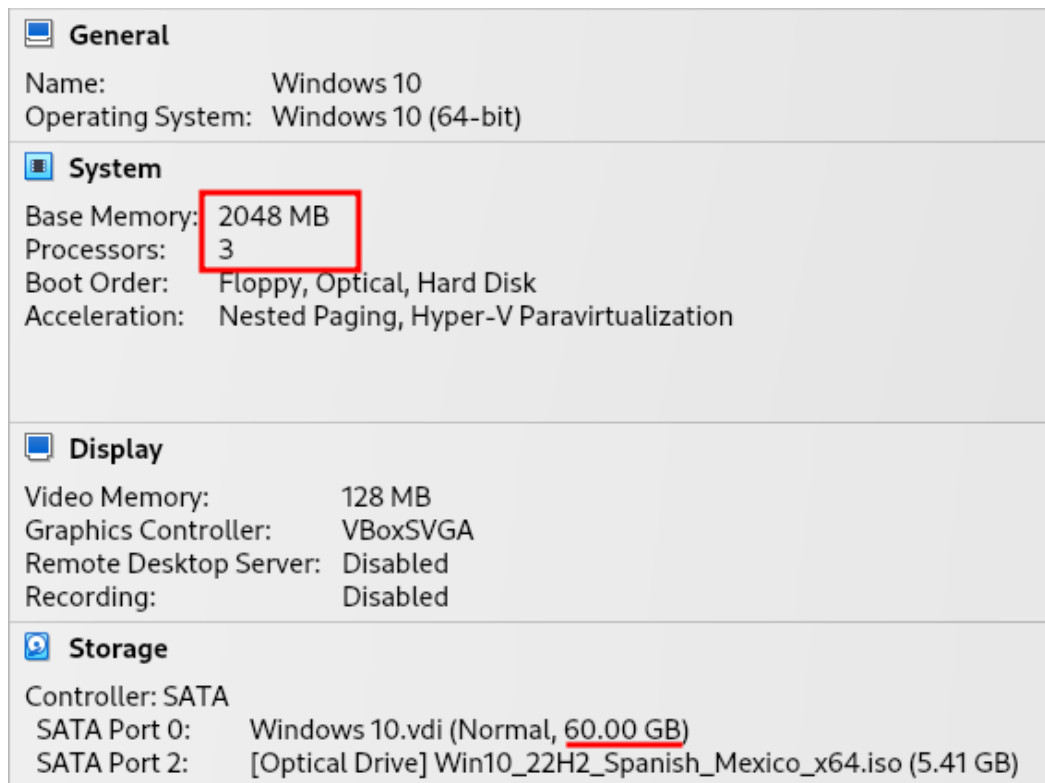 General
Name: Windows 10
Operating System: Windows 10 (64-bit)
System
Base Memory: 2048 MB
Processors: 3
Boot Order: Floppy, Optical, Hard Disk
Acceleration: Nested Paging, Hyper-V Paravirtualization
Display
Video Memory: 128 MB
Graphics Controller: VBoxSVGA
Remote Desktop Server: Disabled
Recording: Disabled
Storage
Controller: SATA
SATA Port 0: Windows 10.vdi (Normal, 60.00 GB)
SATA Port 2: [Optical Drive] Win10_22H2_Spanish_Mexico_x64.iso (5.41 GB)